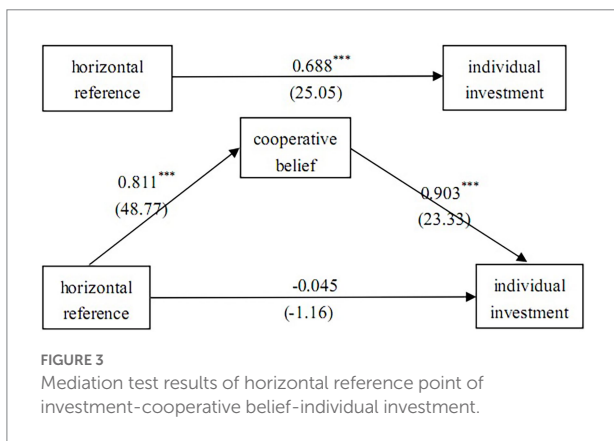 horizontal
reference
0.688***
(25.05)
individual
investment
cooperative
belief
0.811***
(48.77)
0.903***
(23.33)
horizontal
reference
-0.045
(-1.16)
individual
investment
FIGURE 3
Mediation test results of horizontal reference point of
investment-cooperative belief-individual investment.